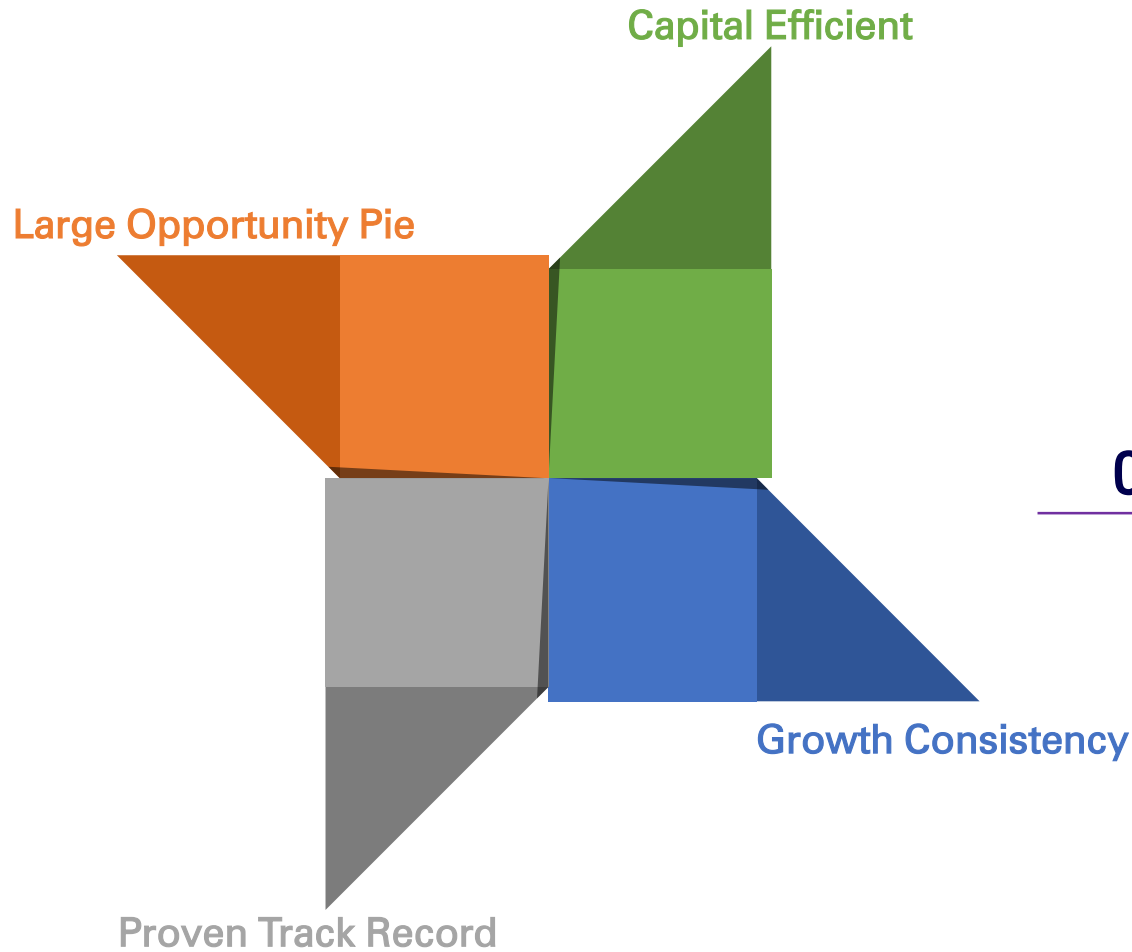 Capital Efficient
Large Opportunity Pie
Growth Consistency
Proven Track Record